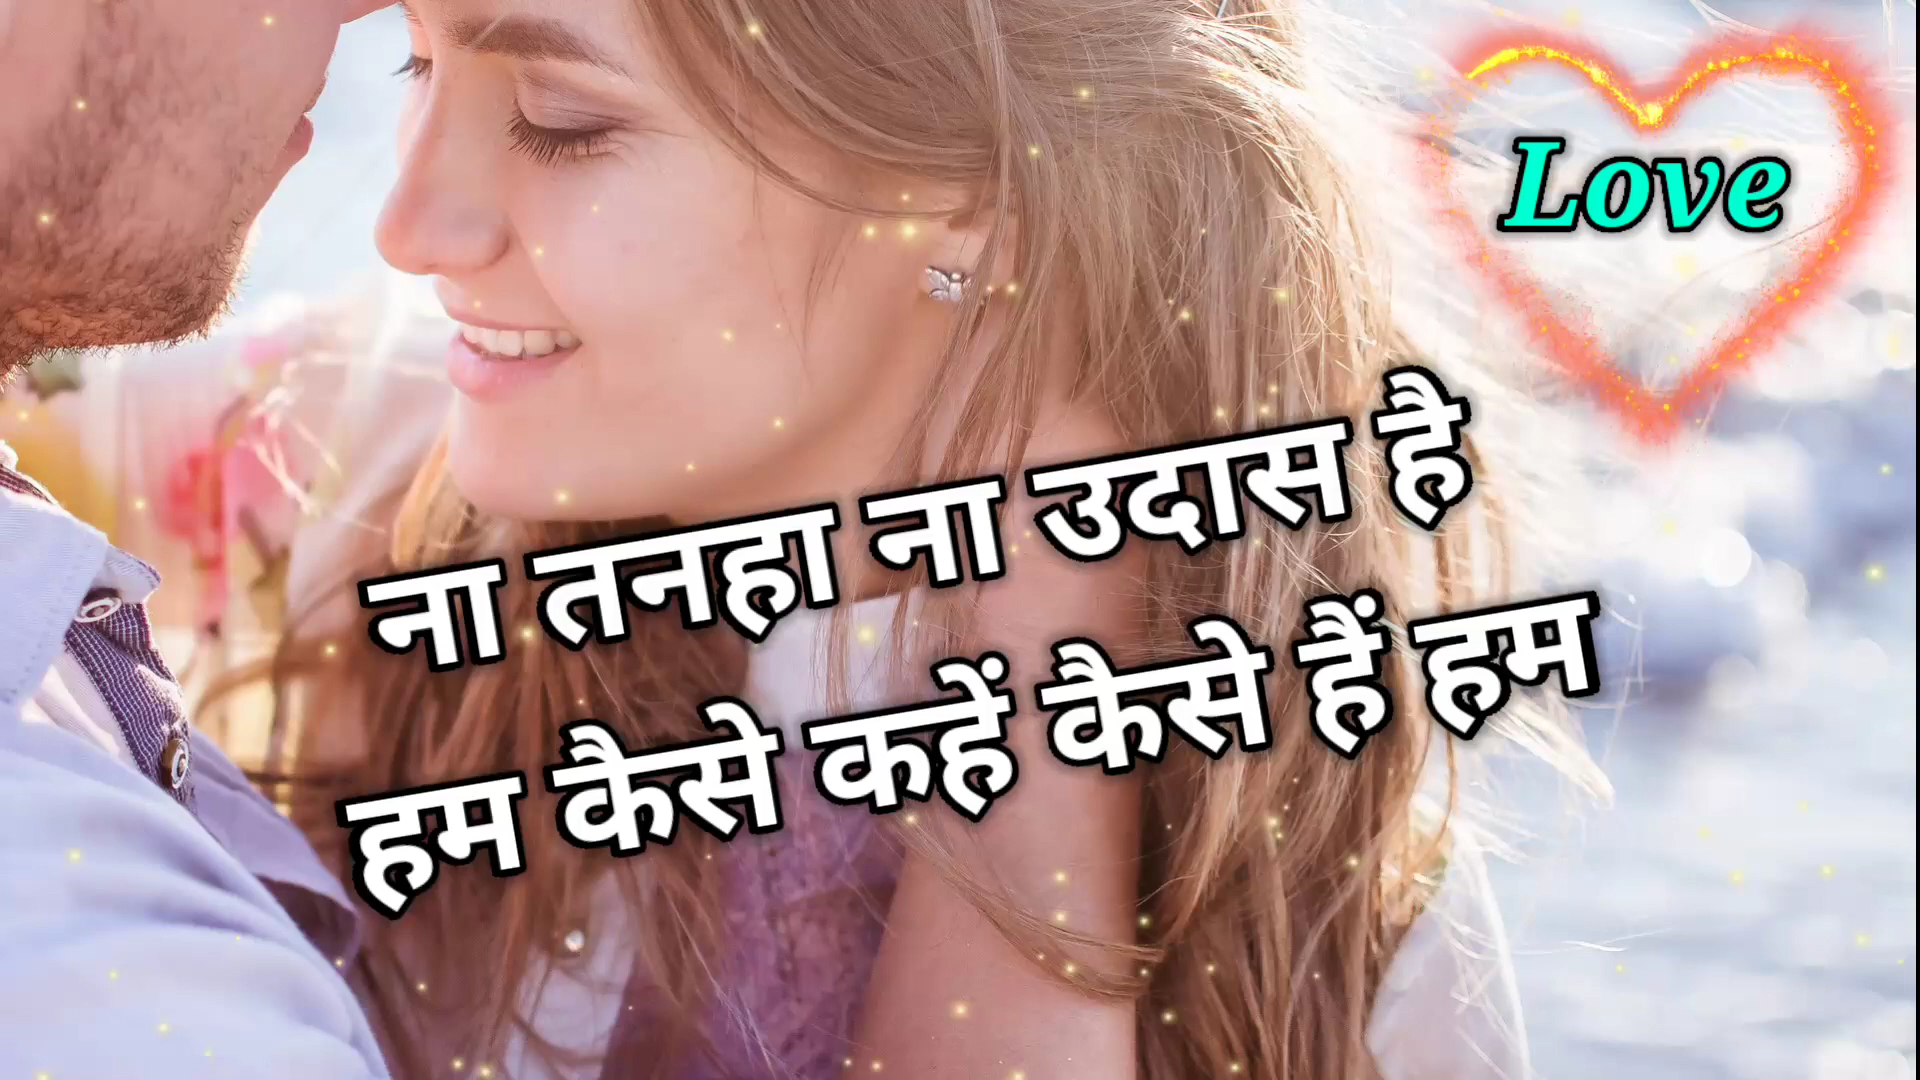 Love
ना तनहा ना उदास है
हम कैसे कहें कैसे हैं हम